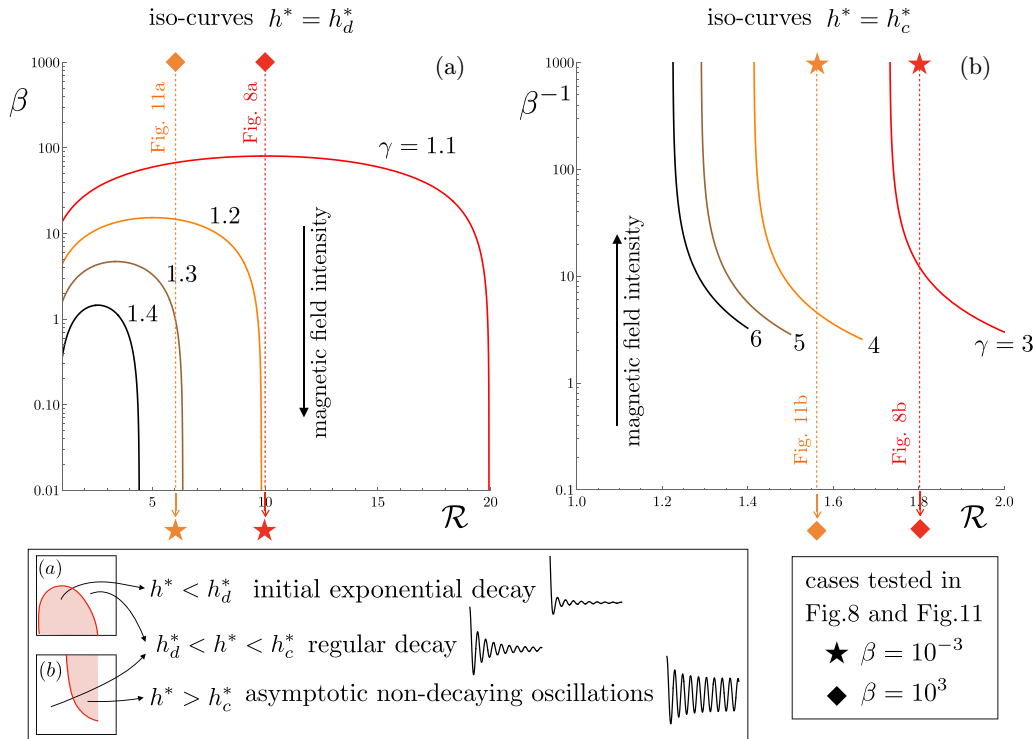 iso-curves h* = h*_d
iso-curves h* = h*_c
(a)
β
1000
100
10
1
0.10
0.01
5
10
15
20
ℛ
Fig. 11a
Fig. 8a
γ = 1.1
1.2
1.3
1.4
magnetic field intensity
(b)
β⁻¹
1000
100
10
1
0.1
1.0
1.2
1.4
1.6
1.8
2.0
ℛ
magnetic field intensity
Fig. 11b
Fig. 8b
6
5
4
γ = 3
(a)
h* < h*_d initial exponential decay
h*_d < h* < h*_c regular decay
(b)
h* > h*_c asymptotic non-decaying oscillations
cases tested in
Fig.8 and Fig.11
★ β = 10⁻³
◆ β = 10³